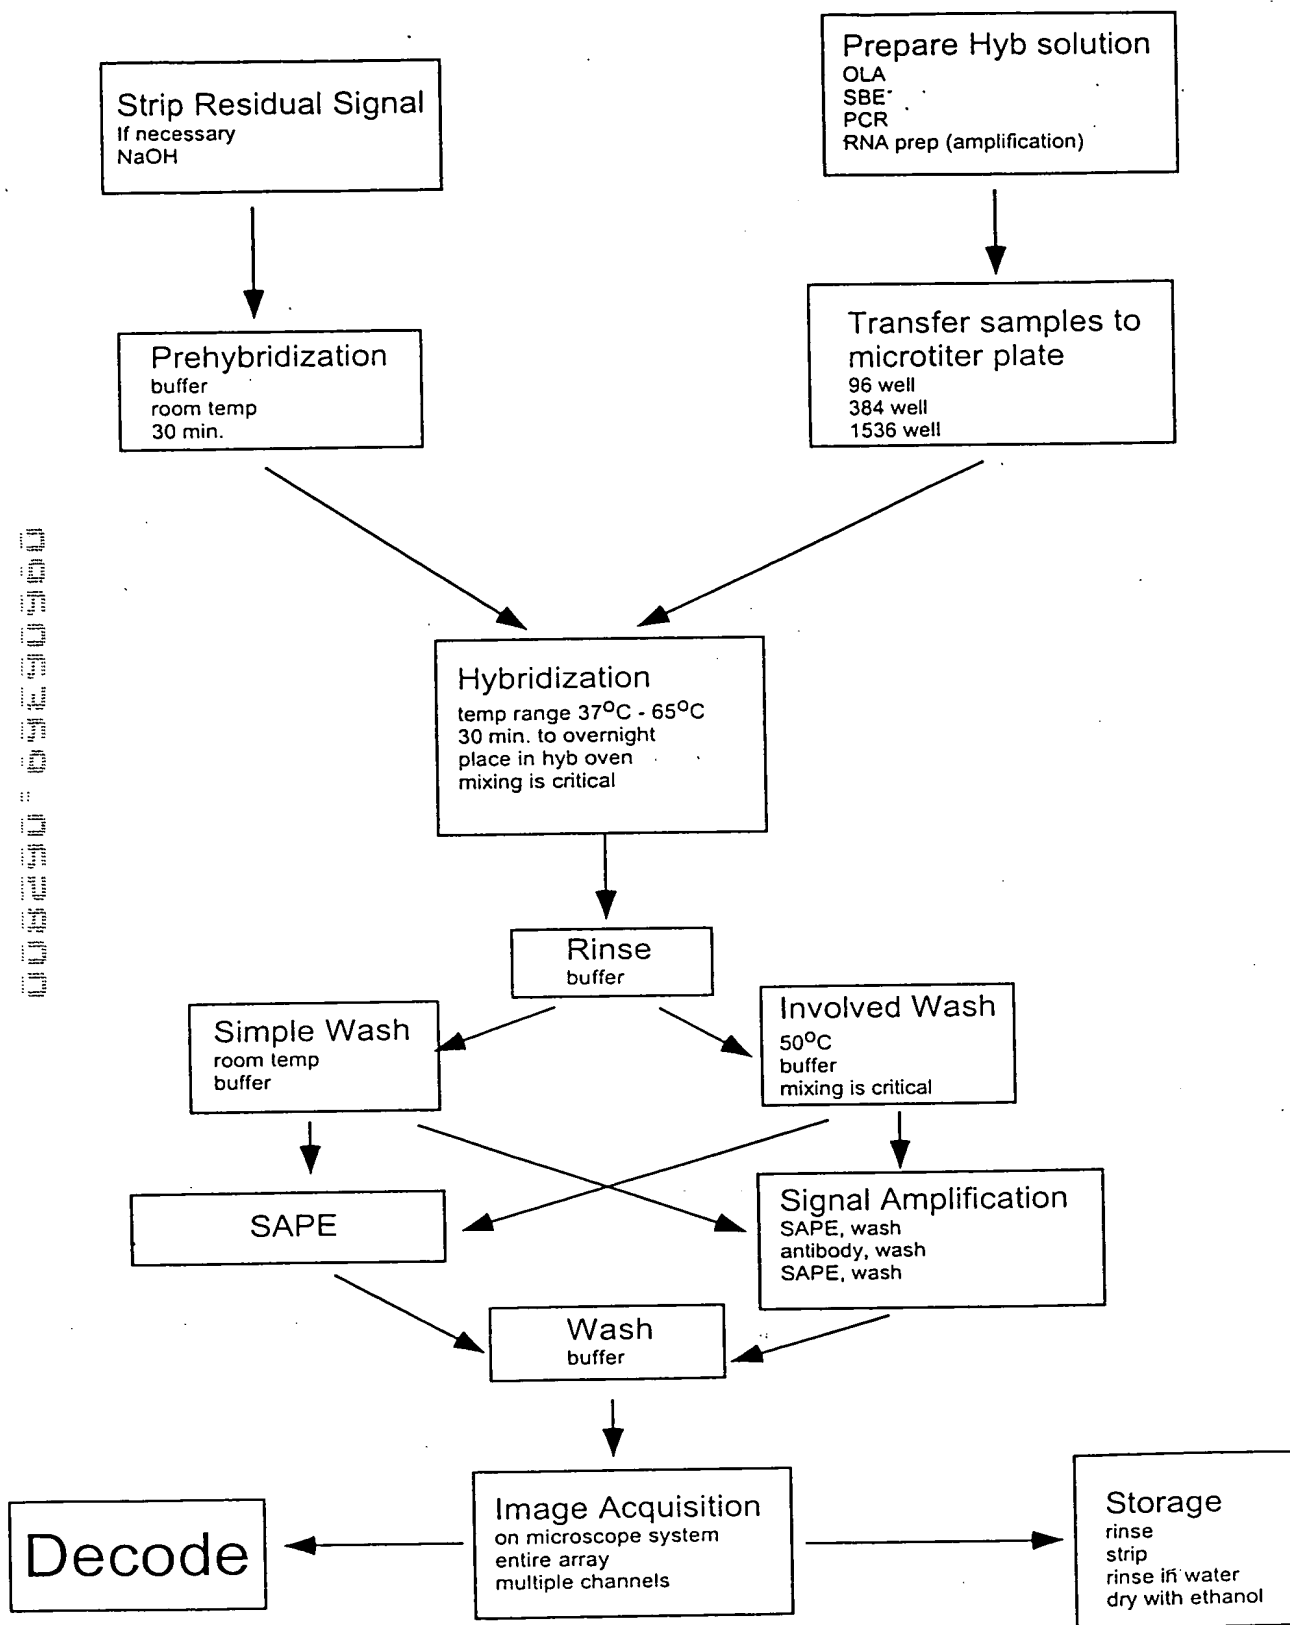 Strip Residual Signal
If necessary
NaOH
Prepare Hyb solution
OLA
SBE
PCR
RNA prep (amplification)
Prehybridization
buffer
room temp
30 min.
Transfer samples to
microtiter plate
96 well
384 well
1536 well
Hybridization
temp range 37°C - 65°C
30 min. to overnight
place in hyb oven
mixing is critical
Rinse
buffer
Simple Wash
room temp
buffer
Involved Wash
50°C
buffer
mixing is critical
SAPE
Signal Amplification
SAPE, wash
antibody, wash
SAPE, wash
Wash
buffer
Decode
Image Acquisition
on microscope system
entire array
multiple channels
Storage
rinse
strip
rinse in water
dry with ethanol